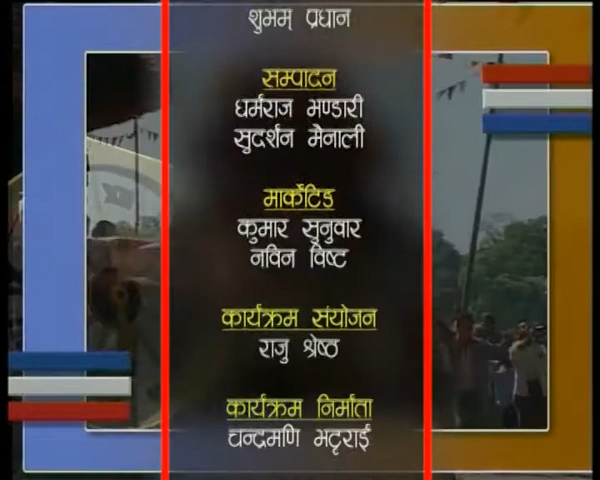 शुभम् प्रधान
सम्पादन
धर्मराज भण्डारी
सुदर्शन मैनाली
मार्केटिङ
कुमार सुनुवार
नविन विष्ट
कार्यक्रम संयोजन
राजु श्रेष्ठ
कार्यक्रम निर्माता
चन्द्रमणि भट्टराई